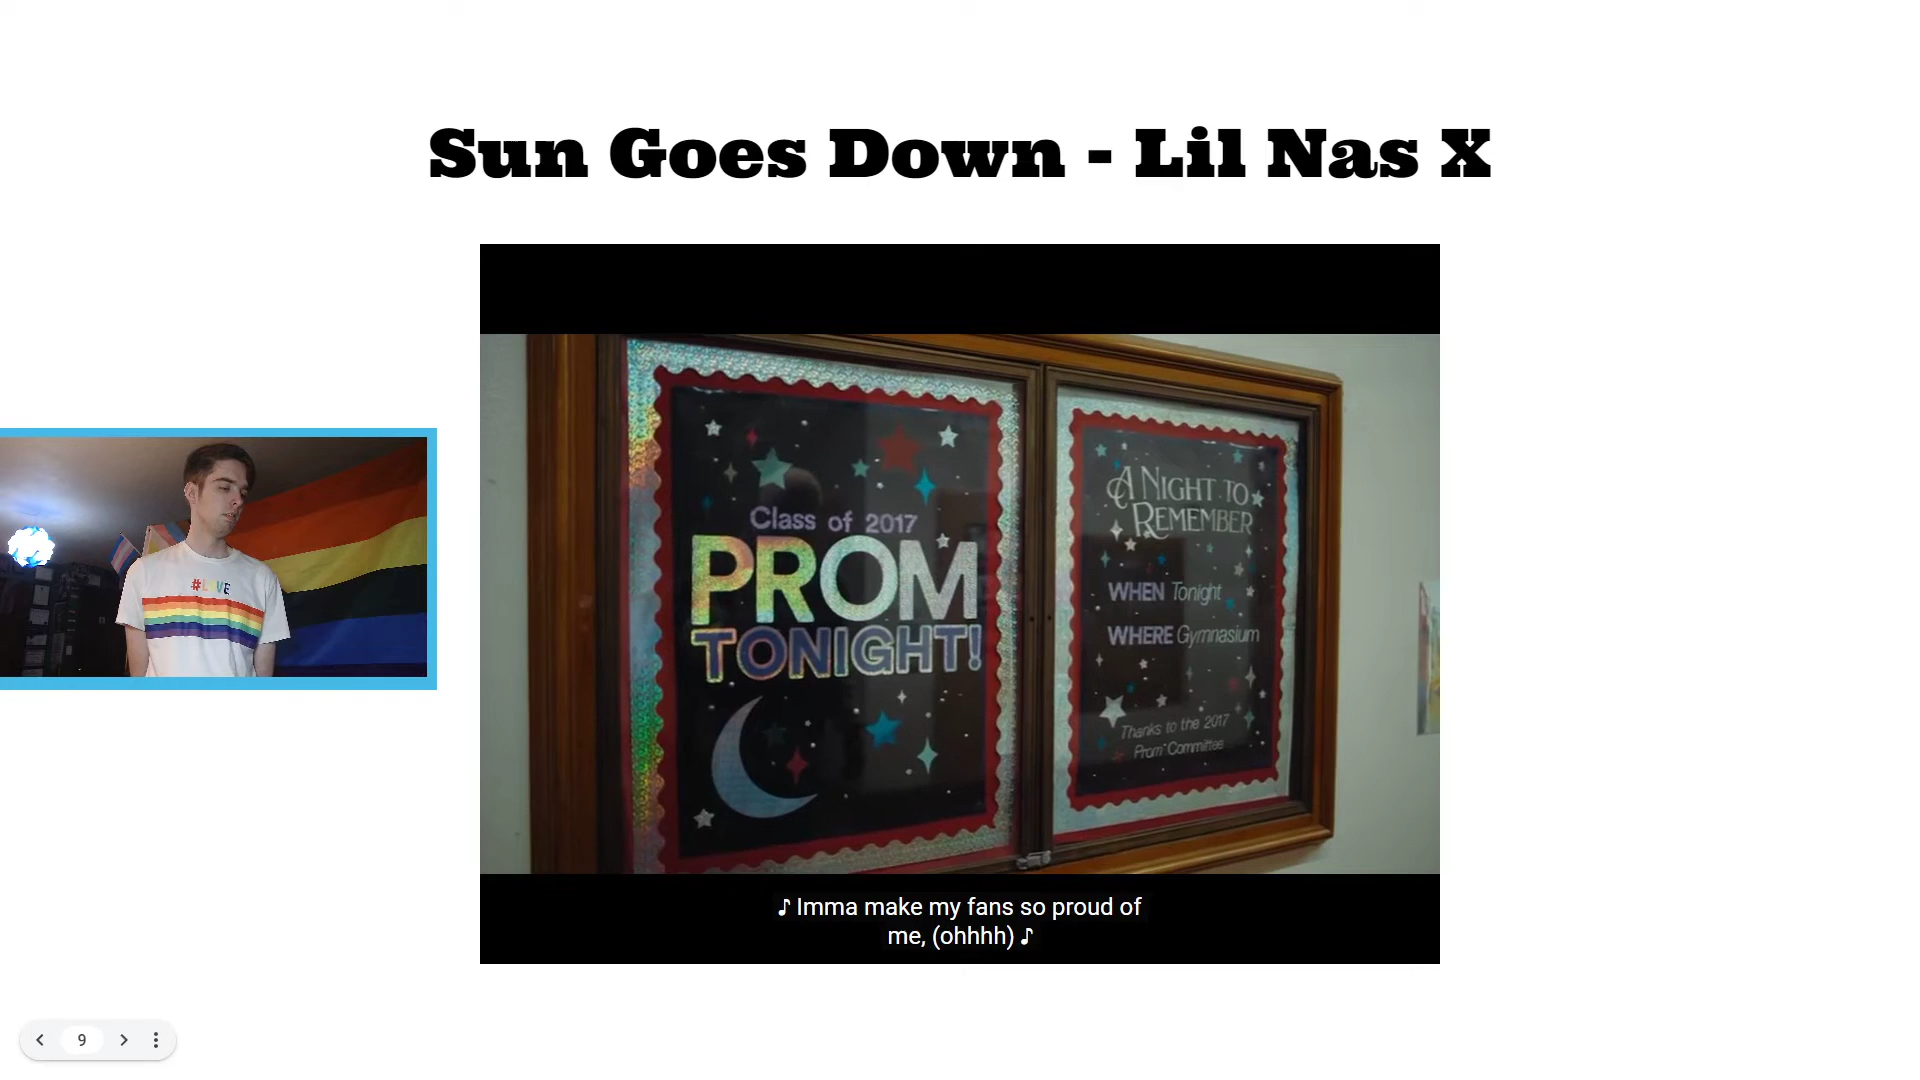 Sun Goes Down - Lil Nas X
#LOVE
Class of 2017
PROM
TONIGHT!
A NIGHT TO
REMEMBER
WHEN Tonight
WHERE Gymnasium
Thanks to the 2017
Prom Committee
♪ Imma make my fans so proud of
me, (ohhhh) ♪
9